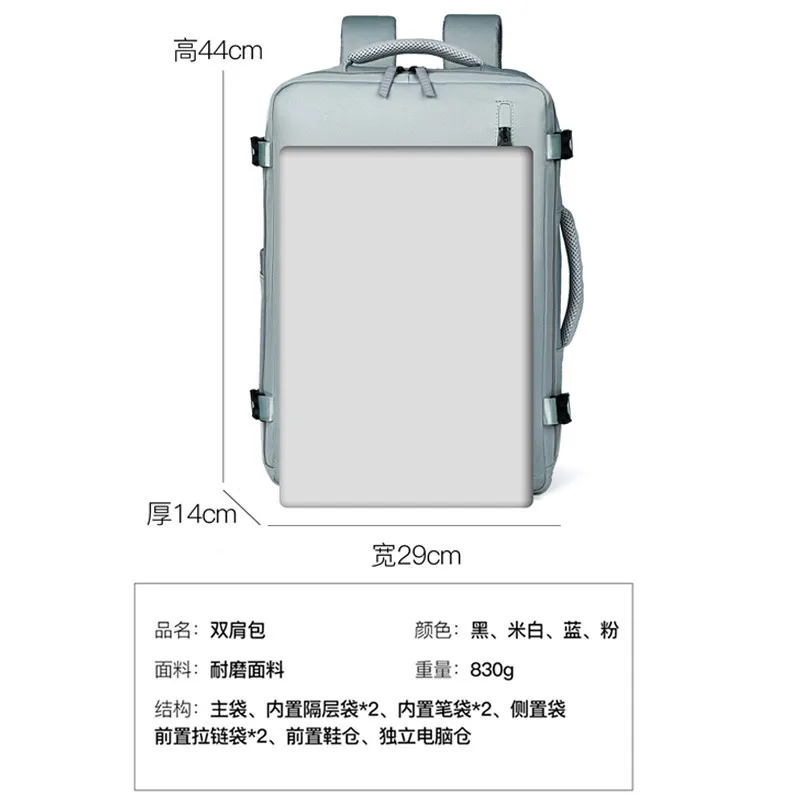 高44cm
厚14cm
宽29cm
品名：双肩包
颜色：黑、米白、蓝、粉
面料：耐磨面料
重量：830g
结构：主袋、内置隔层袋*2、内置笔袋*2、侧置袋
前置拉链袋*2、前置鞋仓、独立电脑仓